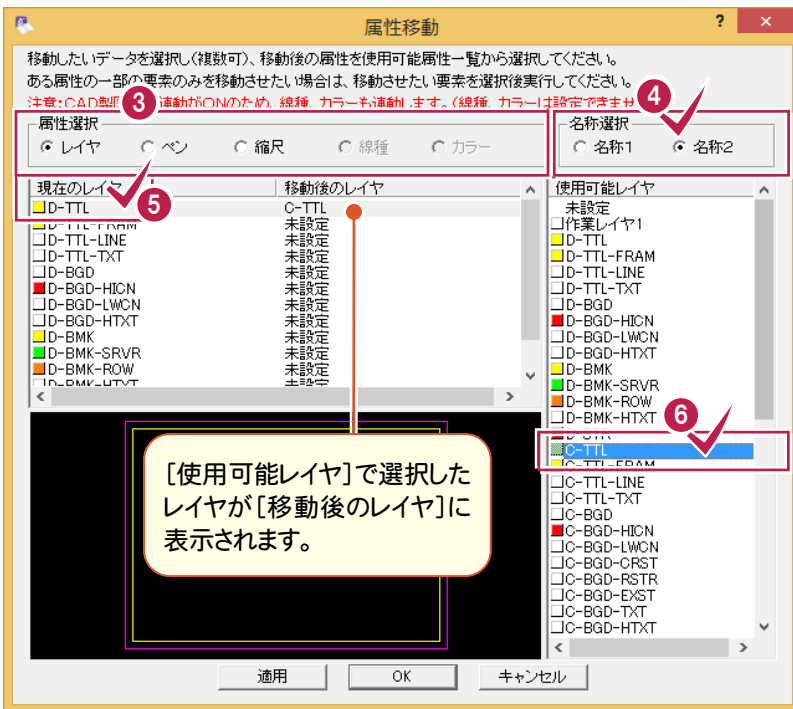 属性移動
? ×
移動したいデータを選択し(複数可)、移動後の属性を使用可能属性一覧から選択してください。
ある属性の一部の要素のみを移動させたい場合は、移動させたい要素を選択後実行してください。
注意:CAD製 連動がONのため、線種、カラーも連動します。(線種、カラーは設定できませ
3
4
属性選択
レイヤ ペン 縮尺 線種 カラー
名称選択
名称1 名称2
5
現在のレイヤ 移動後のレイヤ
D-TTL C-TTL
D-TTL-FRAM 未設定
D-TTL-LINE 未設定
D-TTL-TXT 未設定
D-BGD 未設定
D-BGD-HICN 未設定
D-BGD-LWCN 未設定
D-BGD-HTXT 未設定
D-BMK 未設定
D-BMK-SRVR 未設定
D-BMK-ROW 未設定
D-BMK-HTXT 未設定
使用可能レイヤ
未設定
作業レイヤ1
D-TTL
D-TTL-FRAM
D-TTL-LINE
D-TTL-TXT
D-BGD
D-BGD-HICN
D-BGD-LWCN
D-BGD-HTXT
D-BMK
D-BMK-SRVR
D-BMK-ROW
D-BMK-HTXT
6
D-STR
C-TTL
C-TTL-FRAM
C-TTL-LINE
C-TTL-TXT
C-BGD
C-BGD-HICN
C-BGD-LWCN
C-BGD-CRST
C-BGD-RSTR
C-BGD-EXST
C-BGD-TXT
C-BGD-HTXT
[使用可能レイヤ]で選択した
レイヤが[移動後のレイヤ]に
表示されます。
適用 OK キャンセル